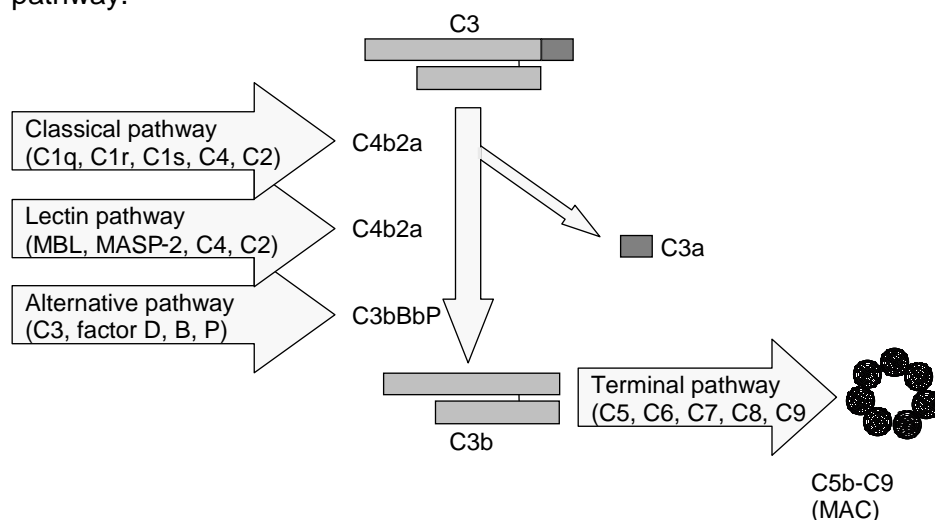 pathway.
C3
Classical pathway
(C1q, C1r, C1s, C4, C2)
C4b2a
Lectin pathway
(MBL, MASP-2, C4, C2)
C4b2a
C3a
Alternative pathway
(C3, factor D, B, P)
C3bBbP
Terminal pathway
(C5, C6, C7, C8, C9
C3b
C5b-C9
(MAC)